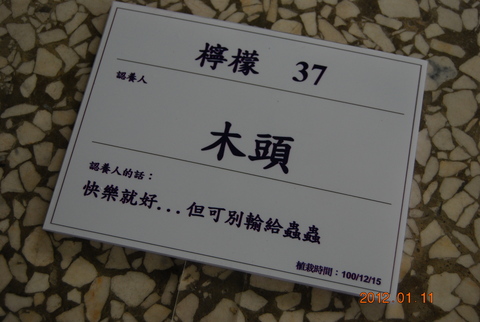 檸檬 37
認養人
木頭
認養人的話：
快樂就好...但可別輸給蟲蟲
植栽時間：100/12/15
2012.01.11